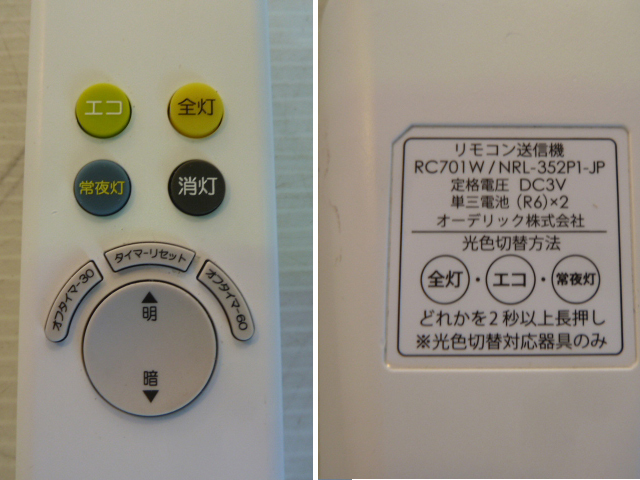 エコ
全灯
常夜灯
消灯
タイマーリセット
オフタイマー30
オフタイマー60
▲
明
暗
▼
リモコン送信機
RC701W / NRL-352P1-JP
定格電圧 DC3V
単三電池 (R6)×2
オーデリック株式会社
光色切替方法
全灯・エコ・常夜灯
どれかを2秒以上長押し
※光色切替対応器具のみ